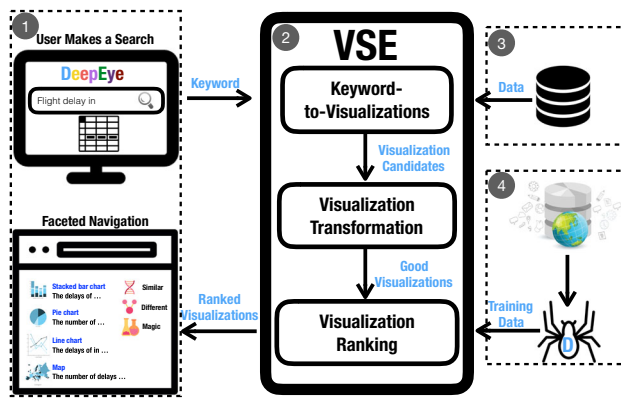 1
User Makes a Search
DeepEye
Flight delay in
Keyword
2
VSE
Keyword-
to-Visualizations
Visualization
Candidates
Visualization
Transformation
Good
Visualizations
Visualization
Ranking
3
Data
4
Training
Data
D
Faceted Navigation
Stacked bar chart
The delays of ...
Pie chart
The number of ...
Line chart
The delays of in ...
Map
The number of delays ...
Similar
Different
Magic
Ranked
Visualizations